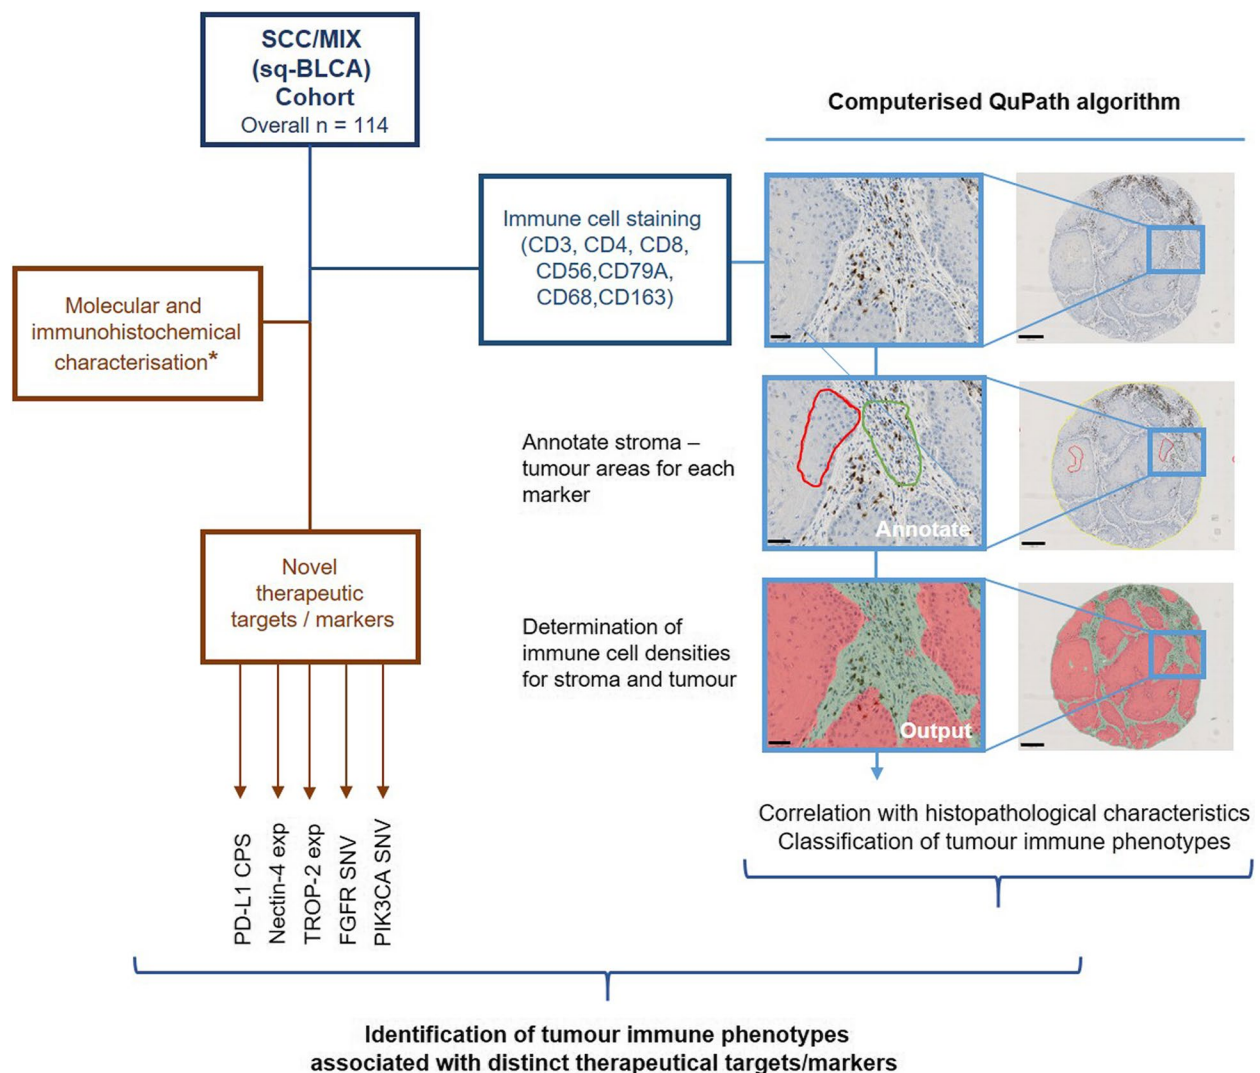 SCC/MIX
(sq-BLCA)
Cohort
Overall n = 114
Computerised QuPath algorithm
Immune cell staining
(CD3, CD4, CD8,
CD56,CD79A,
CD68,CD163)
Molecular and
immunohistochemical
characterisation*
Annotate stroma –
tumour areas for each
marker
Annotate
Novel
therapeutic
targets / markers
Determination of
immune cell densities
for stroma and tumour
Output
PD-L1 CPS
Nectin-4 exp
TROP-2 exp
FGFR SNV
PIK3CA SNV
Correlation with histopathological characteristics
Classification of tumour immune phenotypes
Identification of tumour immune phenotypes
associated with distinct therapeutical targets/markers